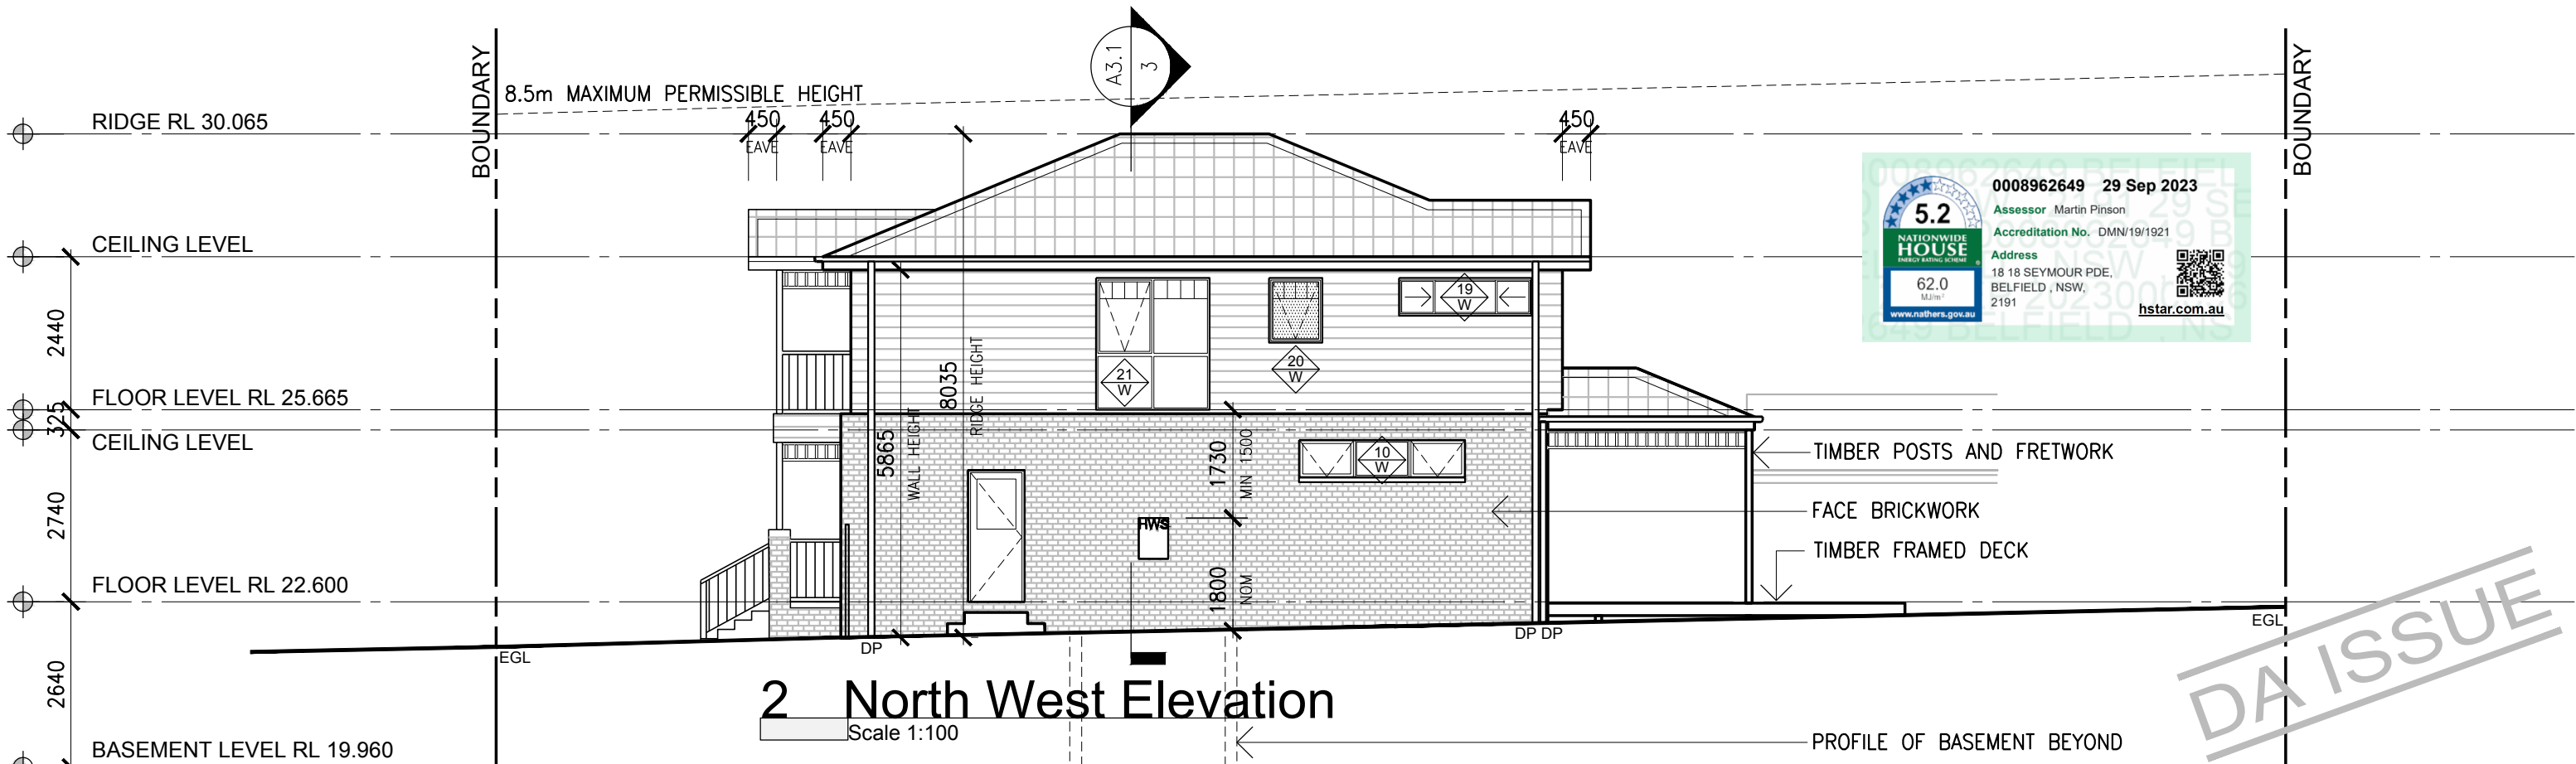 BOUNDARY
8.5m MAXIMUM PERMISSIBLE HEIGHT
A3.1
3
BOUNDARY
RIDGE RL 30.065
450
EAVE
450
EAVE
450
EAVE
0008962649 29 Sep 2023
Assessor Martin Pinson
Accreditation No. DMN/19/1921
Address
18 18 SEYMOUR PDE,
BELFIELD , NSW,
2191
hstar.com.au
5.2
NATIONWIDE
HOUSE
ENERGY RATING SCHEME
62.0
MJ/m²
www.nathers.gov.au
CEILING LEVEL
2440
19
W
20
W
21
W
8035
RIDGE HEIGHT
FLOOR LEVEL RL 25.665
325
CEILING LEVEL
5865
WALL HEIGHT
1730
MIN 1500
10
W
TIMBER POSTS AND FRETWORK
2740
HWS
FACE BRICKWORK
TIMBER FRAMED DECK
FLOOR LEVEL RL 22.600
1800
NOM
EGL
DP
DP DP
EGL
2640
2 North West Elevation
Scale 1:100
BASEMENT LEVEL RL 19.960
PROFILE OF BASEMENT BEYOND
DA ISSUE